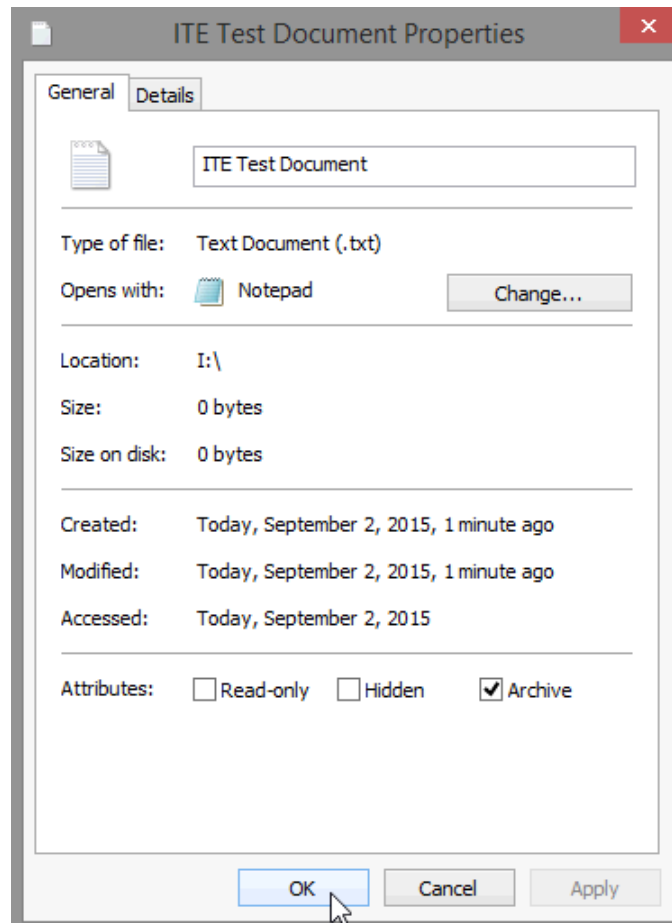 ITE Test Document Properties
General Details
ITE Test Document
Type of file: Text Document (.txt)
Opens with: Notepad Change...
Location: I:\
Size: 0 bytes
Size on disk: 0 bytes
Created: Today, September 2, 2015, 1 minute ago
Modified: Today, September 2, 2015, 1 minute ago
Accessed: Today, September 2, 2015
Attributes: Read-only Hidden Archive
OK Cancel Apply